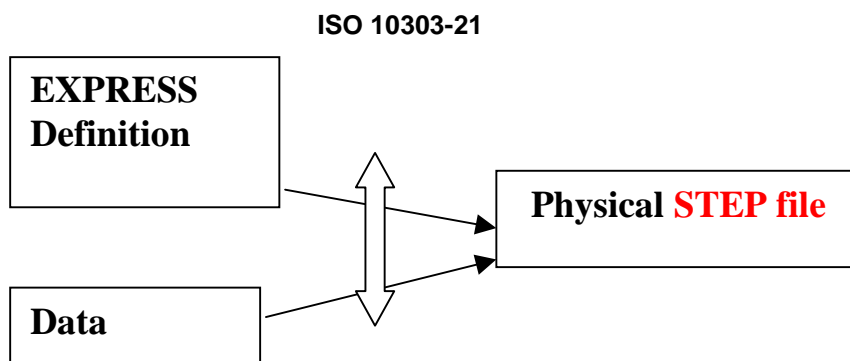 ISO 10303-21
EXPRESS
Definition
Physical STEP file
Data